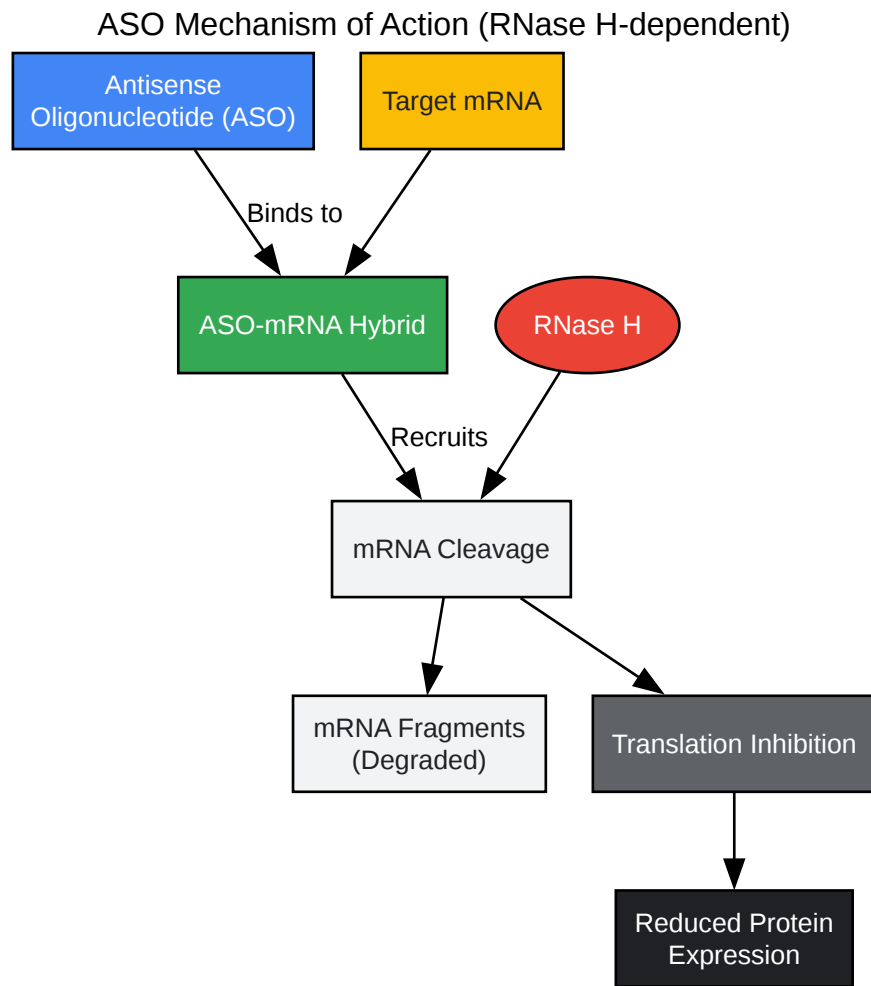 ASO Mechanism of Action (RNase H-dependent)
Antisense
Oligonucleotide (ASO)
Target mRNA
Binds to
ASO-mRNA Hybrid
RNase H
Recruits
mRNA Cleavage
mRNA Fragments
(Degraded)
Translation Inhibition
Reduced Protein
Expression